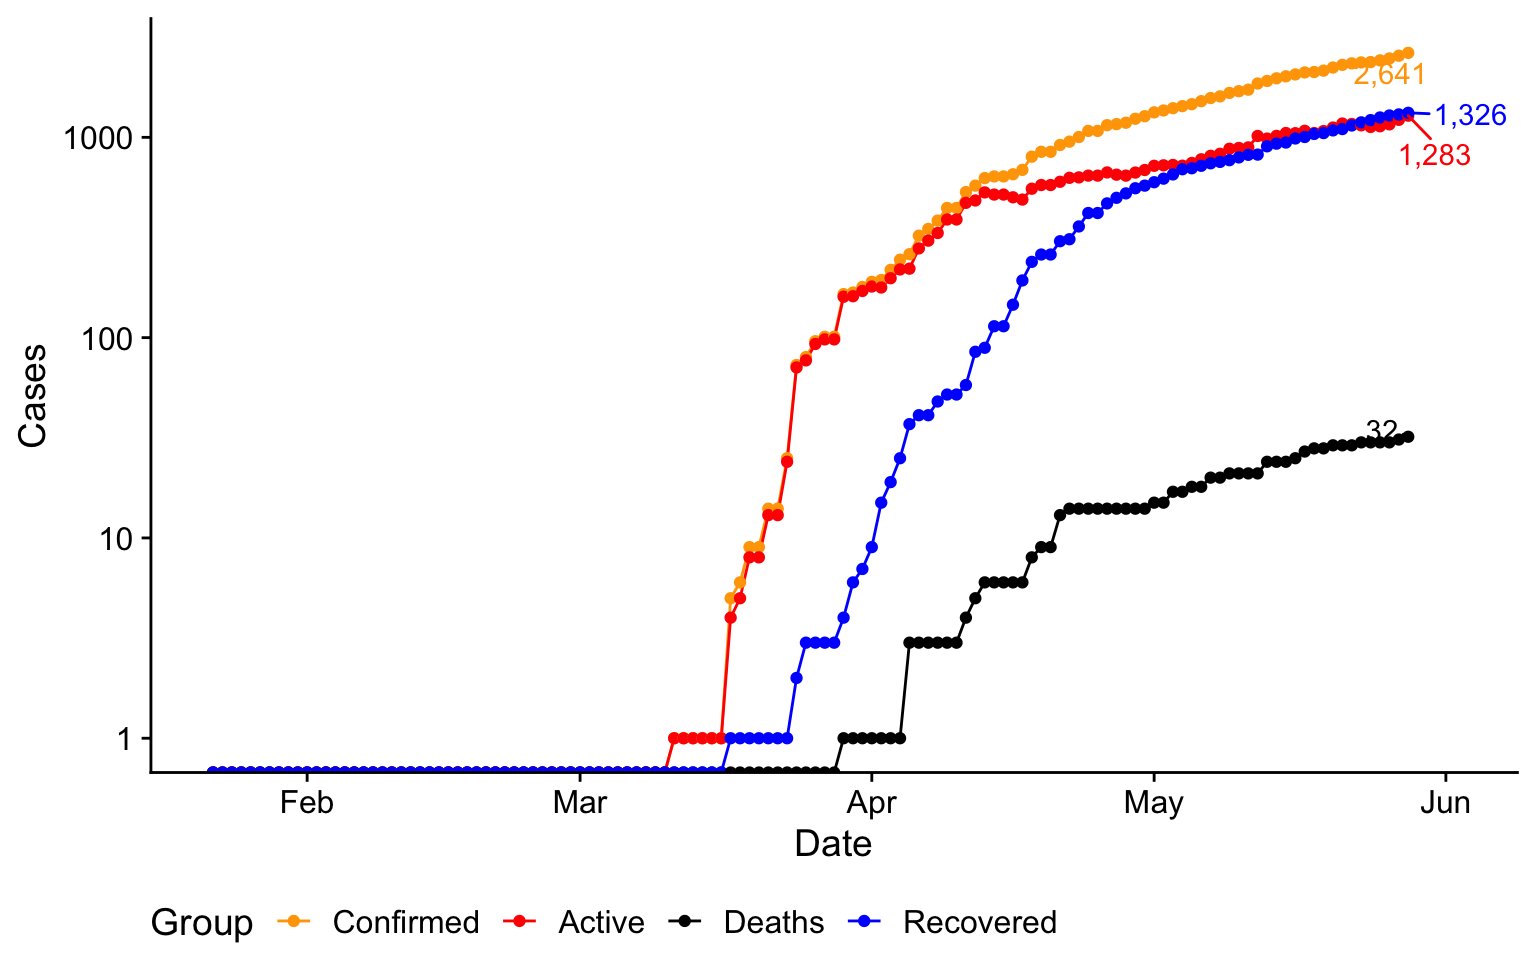 2,641
1,326
1,283
32
1000
100
10
1
Cases
Feb Mar Apr May Jun
Date
Group Confirmed Active Deaths Recovered